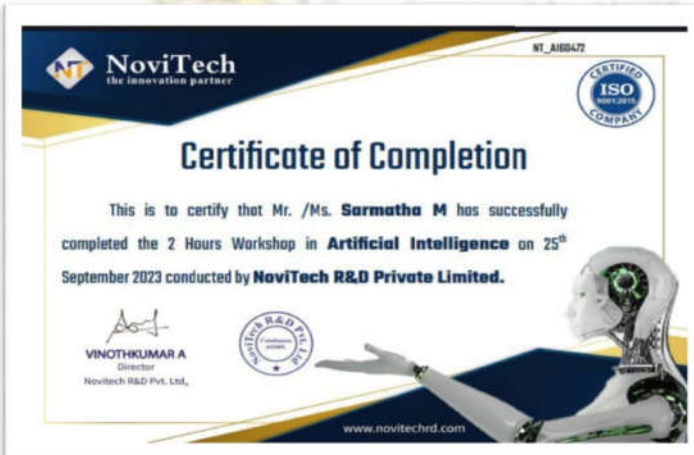 NT
NoviTech
the innovation partner
NT_AI60472
CERTIFIED
ISO
9001:2015
COMPANY
Certificate of Completion
This is to certify that Mr. /Ms. Sarmatha M has successfully
completed the 2 Hours Workshop in Artificial Intelligence on 25th
September 2023 conducted by NoviTech R&D Private Limited.
VINOTHKUMAR A
Director
Novitech R&D Pvt. Ltd,
NoviTech R&D Pvt. Ltd
www.novitechrd.com